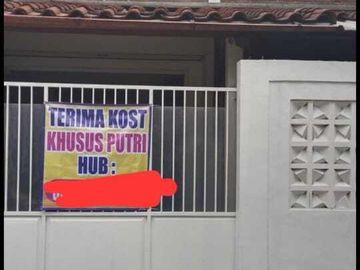 TERIMA KOST
KHUSUS PUTRI
HUB :